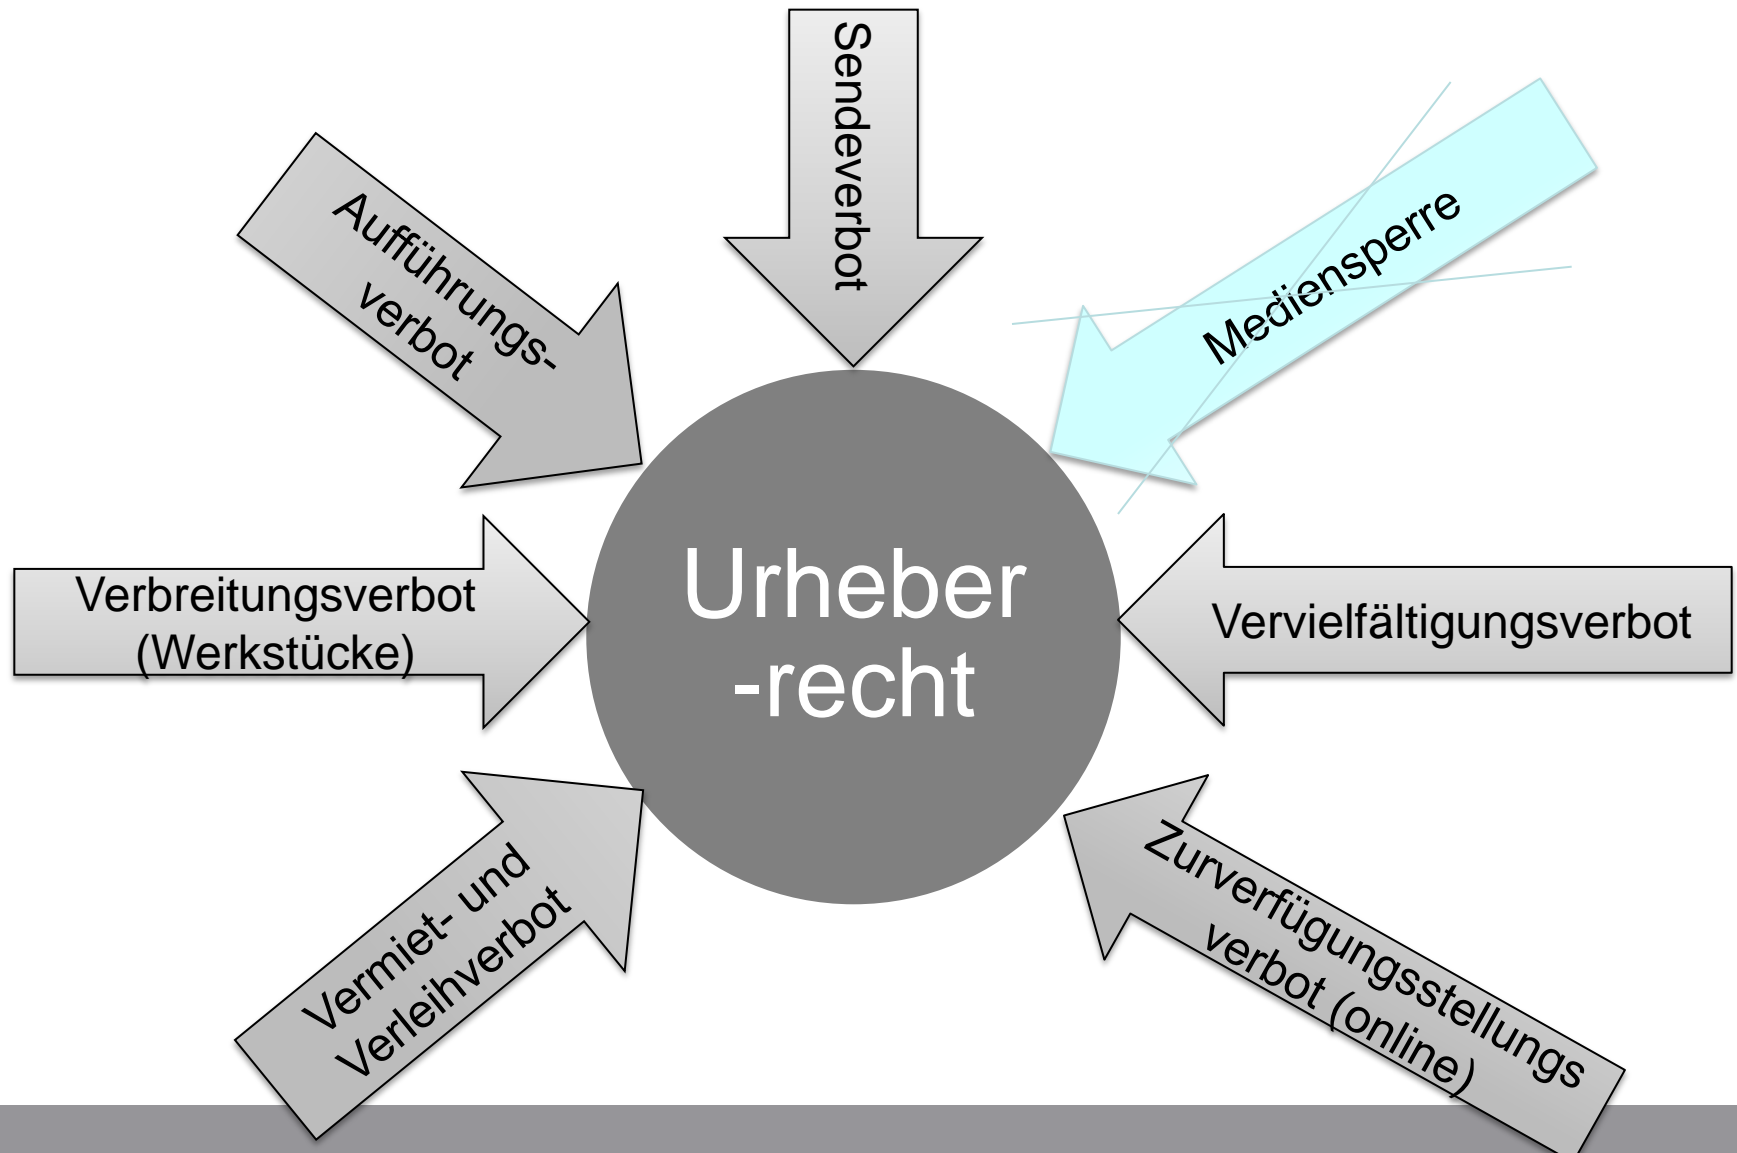 Sendeverbot
Aufführungs-
verbot
Mediensperre
Verbreitungsverbot
(Werkstücke)
Urheber
-recht
Vervielfältigungsverbot
Vermiet- und
Verleihverbot
Zurverfügungsstellungs
verbot (online)